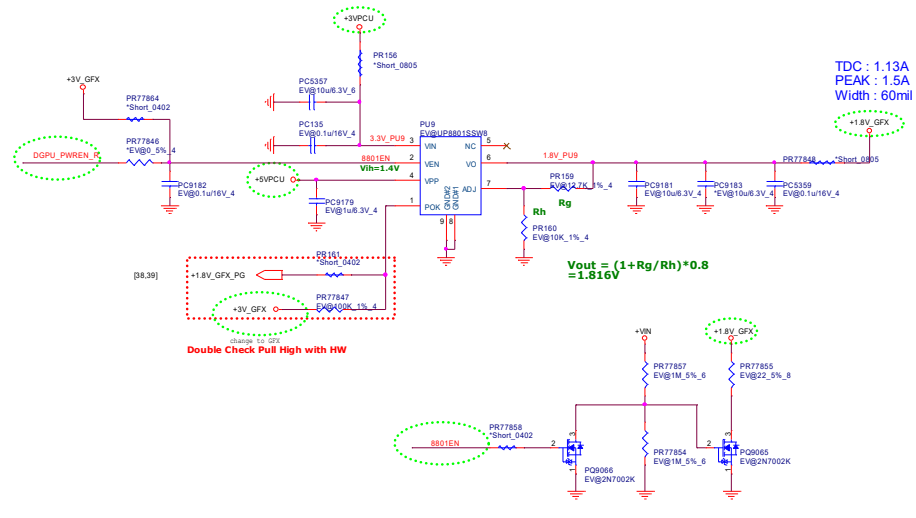 +3VPCU
PR156
*Short_0805
TDC : 1.13A
PEAK : 1.5A
Width : 60mil
+1.8V_GFX
+3V_GFX
PR77864
*Short_0402
PC5357
EV@10u/6.3V_6
PC135
EV@0.1u/16V_4
PU9
EV@UP8801SSW8
DGPU_PWREN_R
PR77846
*EV@0_5%_4
3.3V_PU9
3
VIN
NC
5
8801EN
2
VEN
VO
6
1.8V_PU9
PR77848
*Short_0805
Vih=1.4V
+5VPCU
4
VPP
ADJ
7
PR159
EV@12.7K_1%_4
Rg
PC9182
EV@0.1u/16V_4
PC9179
EV@1u/6.3V_4
1
POK
GND#2
GND#1
9
8
Rh
PR160
EV@10K_1%_4
PC9181
EV@10u/6.3V_4
PC9183
*EV@10u/6.3V_4
PC5359
EV@0.1u/16V_4
[38,39]
+1.8V_GFX_PG
PR161
*Short_0402
Vout = (1+Rg/Rh)*0.8
=1.816V
+3V_GFX
PR77847
EV@100K_1%_4
change to GFX
Double Check Pull High with HW
+VIN
+1.8V_GFX
PR77857
EV@1M_5%_6
PR77855
EV@22_5%_8
8801EN
PR77858
*Short_0402
2
3
1
PQ9066
EV@2N7002K
PR77854
EV@1M_5%_6
2
3
1
PQ9065
EV@2N7002K